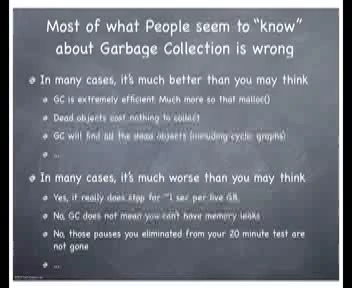 Most of what People seem to “know”
about Garbage Collection is wrong
In many cases, it's much better than you may think
GC is extremely efficient. Much more so that malloc()
Dead objects cost nothing to collect
GC will find all the dead objects (including cyclic graphs)
...
In many cases, it's much worse than you may think
Yes, it really does stop for ~1 sec per live GB.
No, GC does not mean you can't have memory leaks
No, those pauses you eliminated from your 20 minute test are
not gone
...